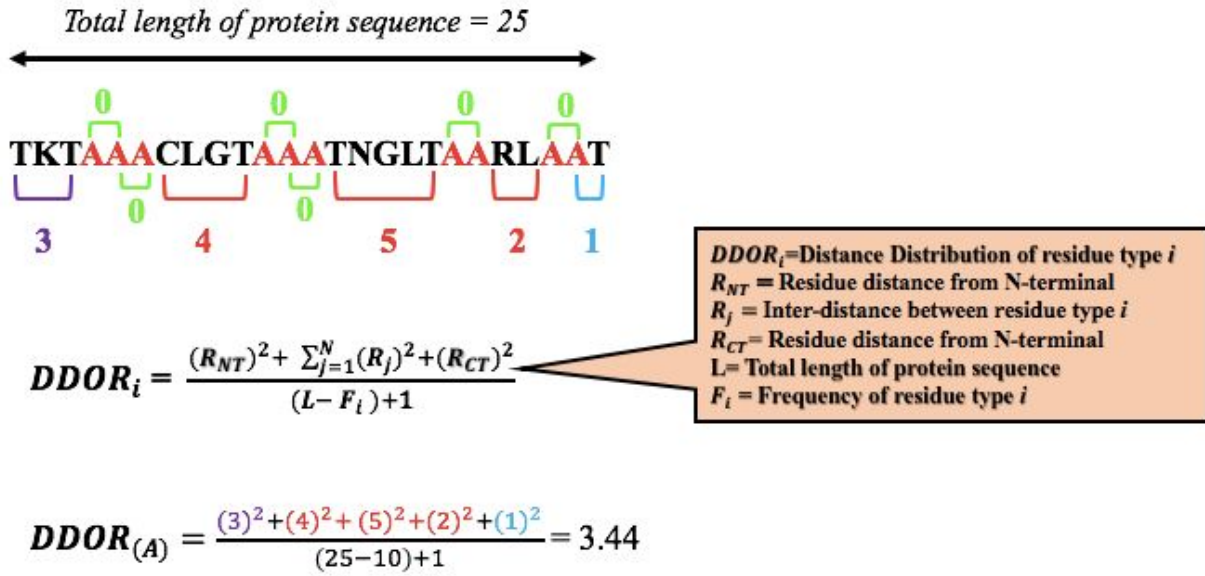 Total length of protein sequence = 25
0 0 0 0
TKTAAACLGTAAATNGLTAARLAAT
0 0
3 4 5 2 1
DDORᵢ=Distance Distribution of residue type i
R_NT = Residue distance from N-terminal
R_j = Inter-distance between residue type i
R_CT= Residue distance from N-terminal
L= Total length of protein sequence
F_i = Frequency of residue type i
DDORᵢ = (R_NT)²+ ∑_{j=1}^{N}(R_j)²+(R_CT)² / (L− F_i )+1
DDOR_(A) = (3)²+(4)²+ (5)²+(2)²+(1)² / (25−10)+1 = 3.44